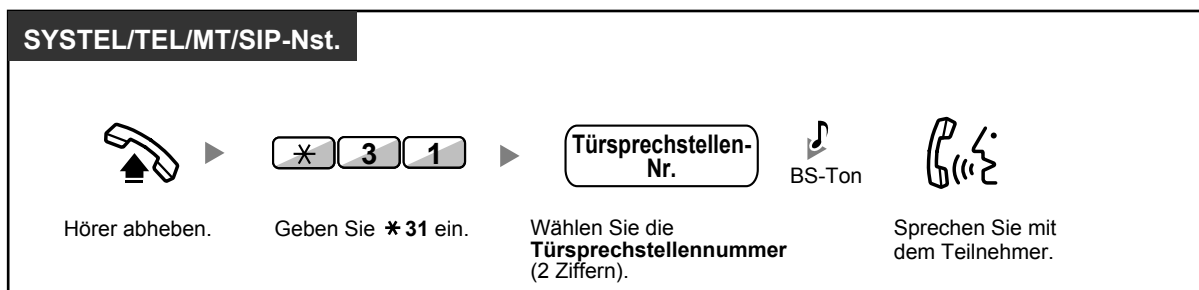 SYSTEL/TEL/MT/SIP-Nst.
* 3 1
Türsprechstellen-
Nr.
BS-Ton
Hörer abheben.
Geben Sie *31 ein.
Wählen Sie die
Türsprechstellennummer
(2 Ziffern).
Sprechen Sie mit
dem Teilnehmer.